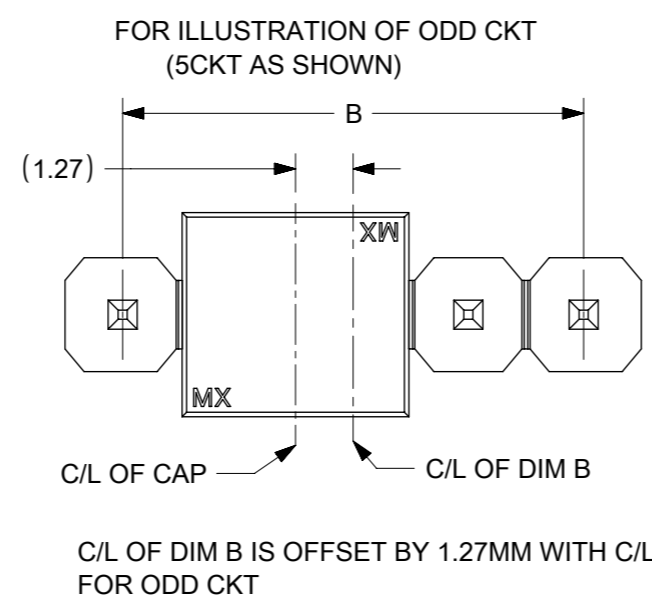 FOR ILLUSTRATION OF ODD CKT
(5CKT AS SHOWN)
B
(1.27)
MX
MX
C/L OF CAP
C/L OF DIM B
C/L OF DIM B IS OFFSET BY 1.27MM WITH C/L
FOR ODD CKT